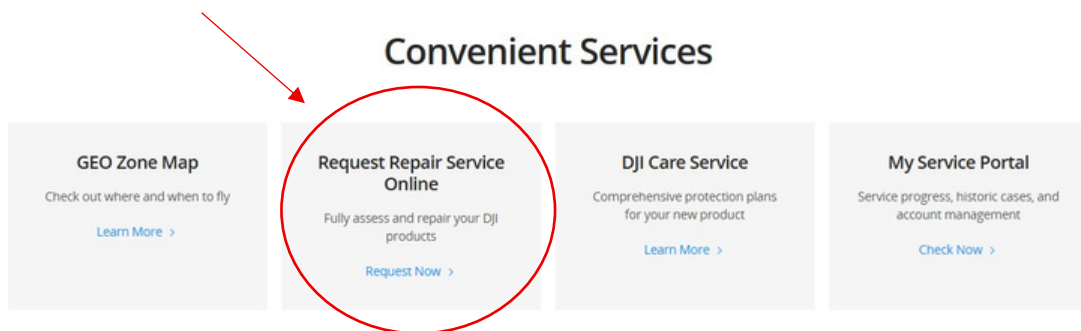 Convenient Services
GEO Zone Map
Check out where and when to fly
Learn More >
Request Repair Service
Online
Fully assess and repair your DJI
products
Request Now >
DJI Care Service
Comprehensive protection plans
for your new product
Learn More >
My Service Portal
Service progress, historic cases, and
account management
Check Now >